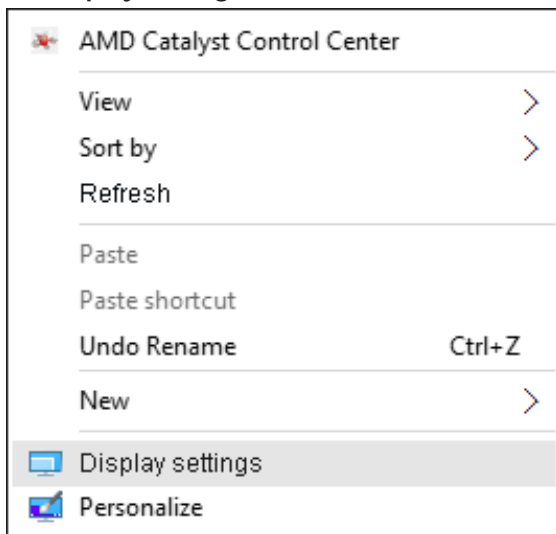 AMD Catalyst Control Center
View
Sort by
Refresh
Paste
Paste shortcut
Undo Rename Ctrl+Z
New
Display settings
Personalize